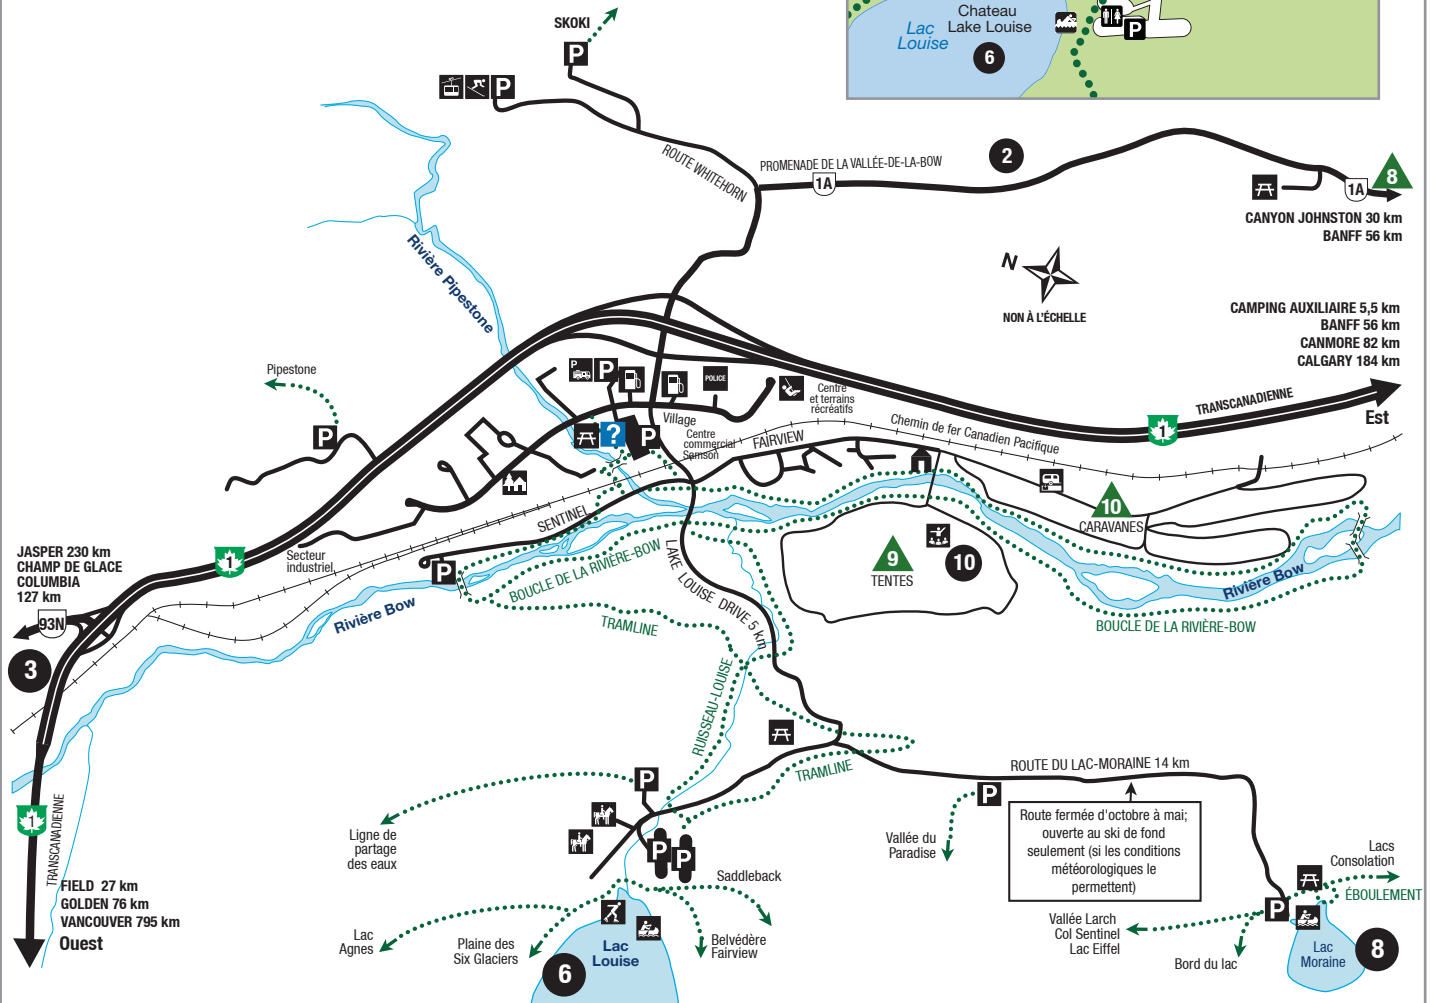 SKOKI
P
P
Chateau
Lake Louise
Lac
Louise
6
P
ROUTE WHITEHORN
PROMENADE DE LA VALLÉE-DE-LA-BOW
2
1A
1A
8
CANYON JOHNSTON 30 km
BANFF 56 km
Rivière Pipestone
N
NON À L'ÉCHELLE
CAMPING AUXILIAIRE 5,5 km
BANFF 56 km
CANMORE 82 km
CALGARY 184 km
TRANSCANADIENNE
Est
1
Pipestone
P
P
P
POLICE
Centre
et terrains
récréatifs
Village
?
P
Centre
commercial
Samson
FAIRVIEW
Chemin de fer Canadien Pacifique
SENTINEL
10
CARAVANES
9
TENTES
10
Secteur
industriel
1
P
BOUCLE DE LA RIVIÈRE-BOW
LAKE LOUISE DRIVE 5 km
Rivière Bow
Rivière Bow
BOUCLE DE LA RIVIÈRE-BOW
TRAMLINE
JASPER 230 km
CHAMP DE GLACE
COLUMBIA
127 km
93N
3
RUISSEAU-LOUISE
TRAMLINE
ROUTE DU LAC-MORAINE 14 km
P
P
Route fermée d'octobre à mai;
ouverte au ski de fond
seulement (si les conditions
météorologiques le
permettent)
Vallée du
Paradise
Ligne de
partage
des eaux
P
P
Saddleback
1
TRANSCANADIENNE
FIELD 27 km
GOLDEN 76 km
VANCOUVER 795 km
Ouest
Lac
Agnes
Plaine des
Six Glaciers
Lac
Louise
6
Belvédère
Fairview
Lacs
Consolation
ÉBOULEMENT
P
Vallée Larch
Col Sentinel
Lac Eiffel
Bord du lac
Lac
Moraine
8